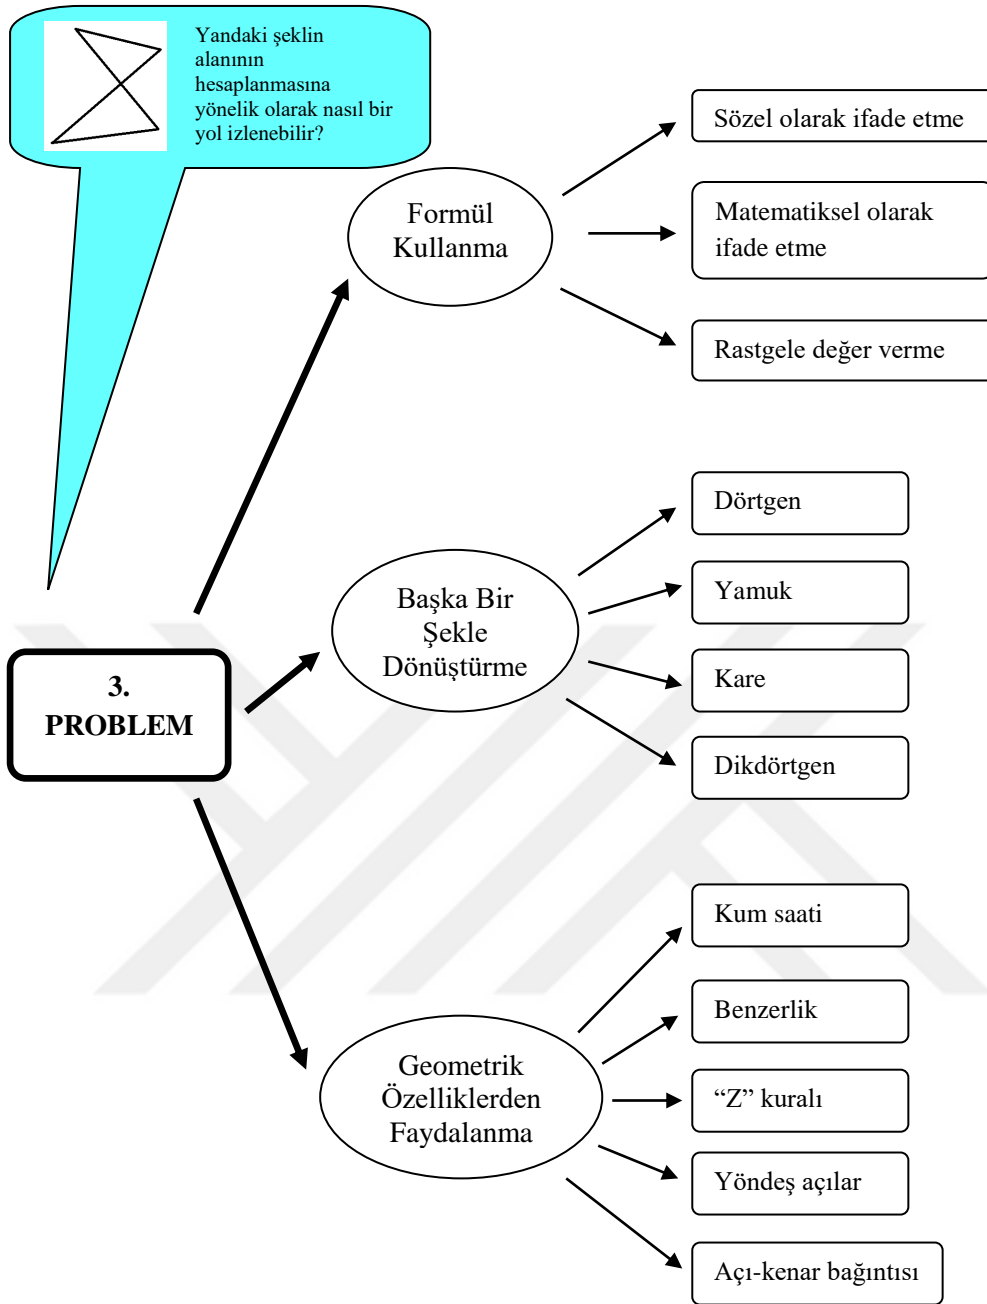 Yandaki şeklin
alanının
hesaplanmasına
yönelik olarak nasıl bir
yol izlenebilir?
Formül
Kullanma
Sözel olarak ifade etme
Matematiksel olarak
ifade etme
Rastgele değer verme
3.
PROBLEM
Başka Bir
Şekle
Dönüştürme
Dörtgen
Yamuk
Kare
Dikdörtgen
Geometrik
Özelliklerden
Faydalanma
Kum saati
Benzerlik
“Z” kuralı
Yöndeş açılar
Açı-kenar bağıntısı